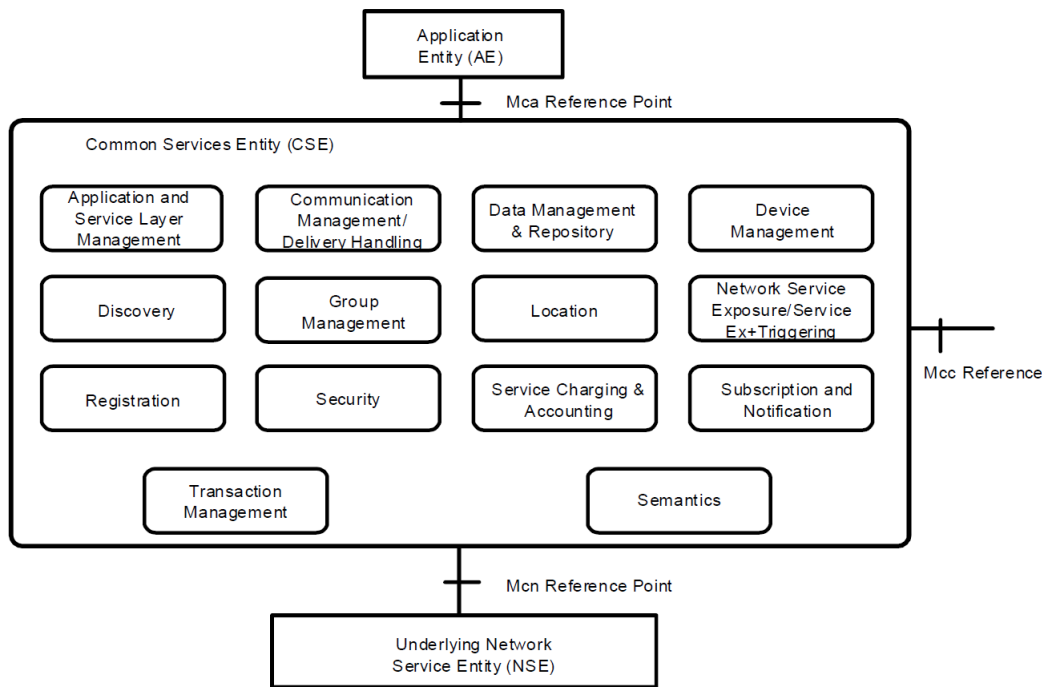 Application
Entity (AE)
Mca Reference Point
Common Services Entity (CSE)
Application and
Service Layer
Management
Communication
Management/
Delivery Handling
Data Management
& Repository
Device
Management
Discovery
Group
Management
Location
Network Service
Exposure/Service
Ex+Triggering
Mcc Reference
Registration
Security
Service Charging &
Accounting
Subscription and
Notification
Transaction
Management
Semantics
Mcn Reference Point
Underlying Network
Service Entity (NSE)